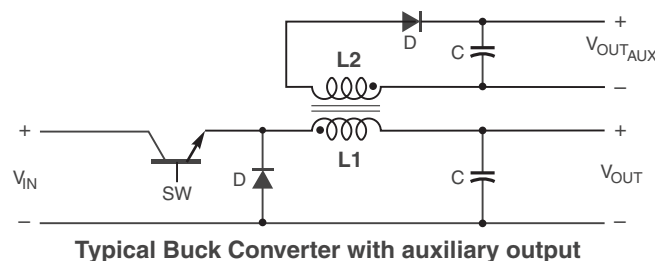 D
+
C
V_OUT_AUX
L2
−
+
+
L1
V_IN
SW
D
C
V_OUT
−
−
Typical Buck Converter with auxiliary output